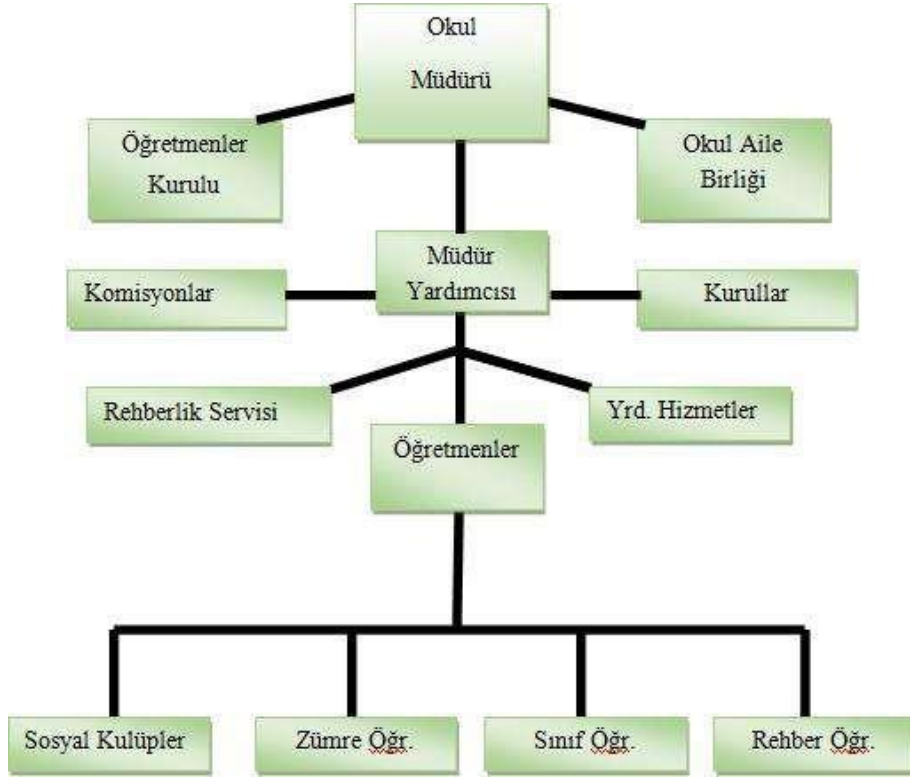 Okul
Müdürü
Öğretmenler
Kurulu
Okul Aile
Birliği
Müdür
Yardımcısı
Komisyonlar
Kurullar
Rehberlik Servisi
Yrd. Hizmetler
Öğretmenler
Sosyal Kulüpler
Zümre Öğr.
Sınıf Öğr.
Rehber Öğr.